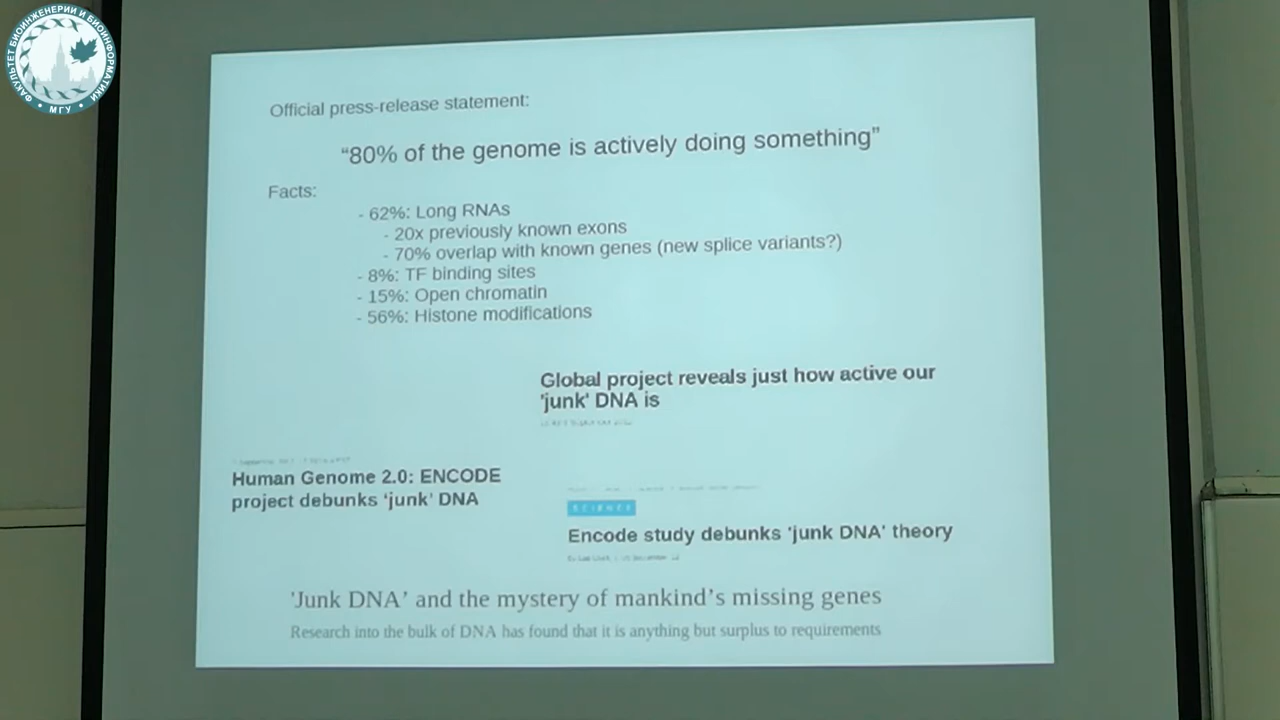 ФАКУЛЬТЕТ БИОИНЖЕНЕРИИ И БИОИНФОРМАТИКИ
МГУ
Official press-release statement:
“80% of the genome is actively doing something”
Facts:
- 62%: Long RNAs
- 20x previously known exons
- 70% overlap with known genes (new splice variants?)
- 8%: TF binding sites
- 15%: Open chromatin
- 56%: Histone modifications
Global project reveals just how active our
'junk' DNA is
Human Genome 2.0: ENCODE
project debunks ‘junk’ DNA
SCIENCE
Encode study debunks ‘junk DNA’ theory
'Junk DNA’ and the mystery of mankind’s missing genes
Research into the bulk of DNA has found that it is anything but surplus to requirements